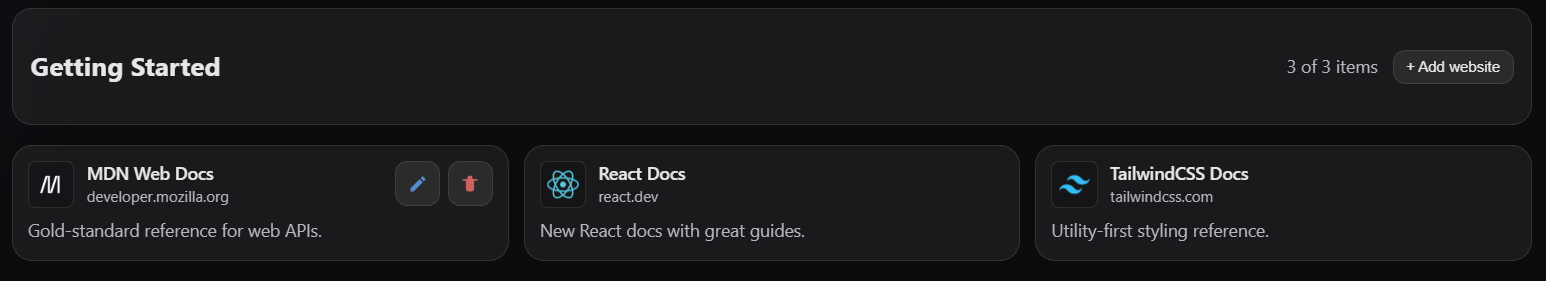 Getting Started
3 of 3 items
+ Add website
MDN Web Docs
developer.mozilla.org
Gold-standard reference for web APIs.
React Docs
react.dev
New React docs with great guides.
TailwindCSS Docs
tailwindcss.com
Utility-first styling reference.